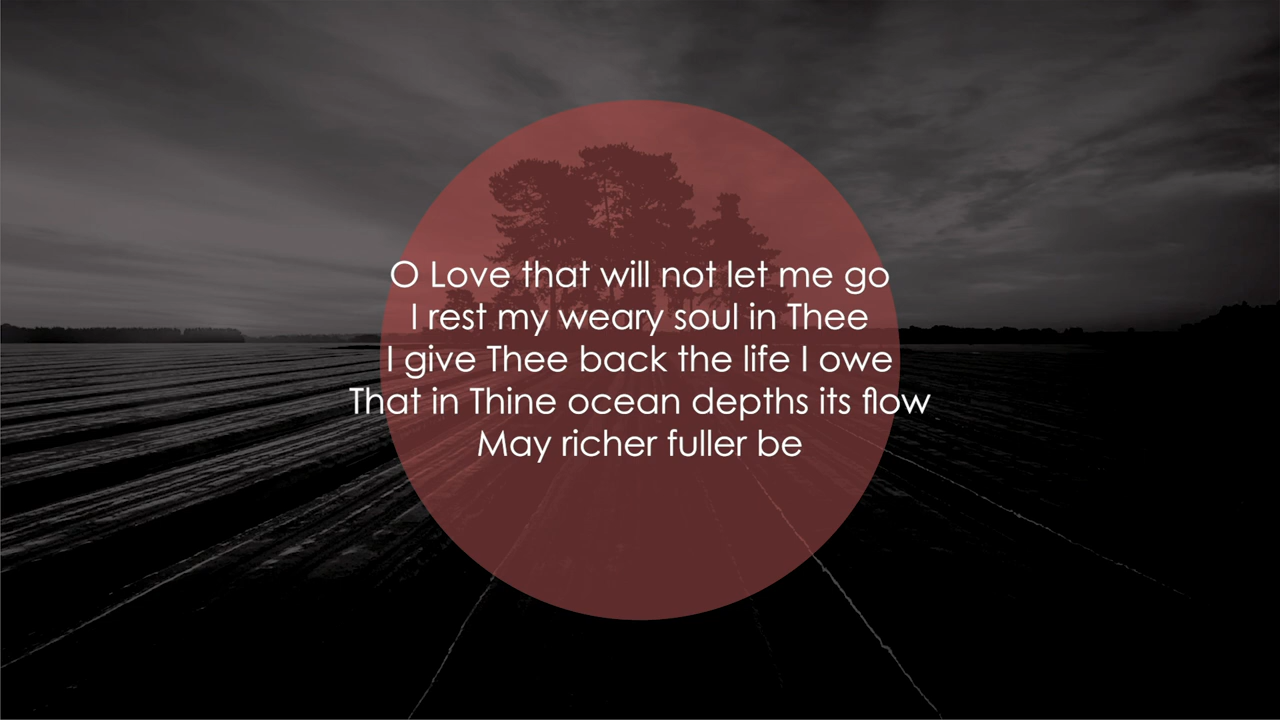 O Love that will not let me go
I rest my weary soul in Thee
I give Thee back the life I owe
That in Thine ocean depths its flow
May richer fuller be